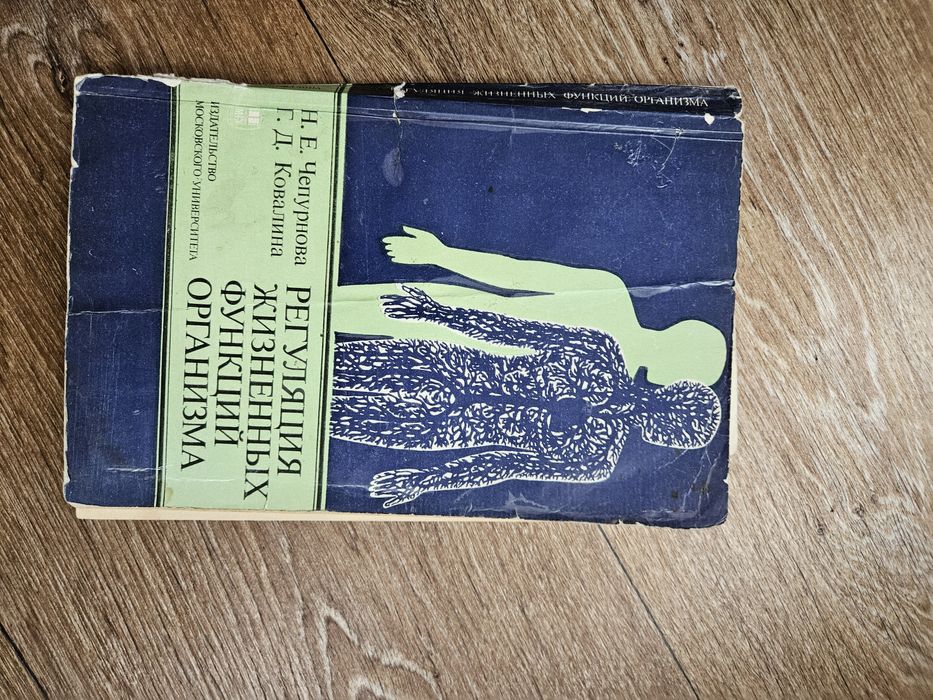 Н. Е. Чепурнова
Г. Д. Ковалина
РЕГУЛЯЦИЯ
ЖИЗНЕННЫХ
ФУНКЦИЙ
ОРГАНИЗМА
ИЗДАТЕЛЬСТВО
МОСКОВСКОГО УНИВЕРСИТЕТА
ЖИЗНЕННЫХ ФУНКЦИЙ ОРГАНИЗМА